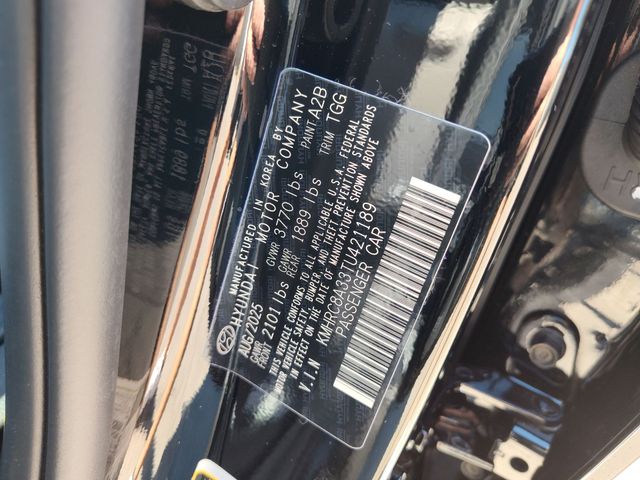 MANUFACTURED IN KOREA BY
HYUNDAI MOTOR COMPANY
AUG/2025 GVWR 3770 lbs PAINT A2B
GAWR FRONT 2101 lbs GAWR REAR 1889 lbs TRIM TGG
THIS VEHICLE CONFORMS TO ALL APPLICABLE U.S.A. FEDERAL
MOTOR VEHICLE SAFETY, BUMPER, AND THEFT PREVENTION STANDARDS
IN EFFECT ON THE DATE OF MANUFACTURE SHOWN ABOVE
V.I.N KMHRC8A33TU421189
PASSENGER CAR